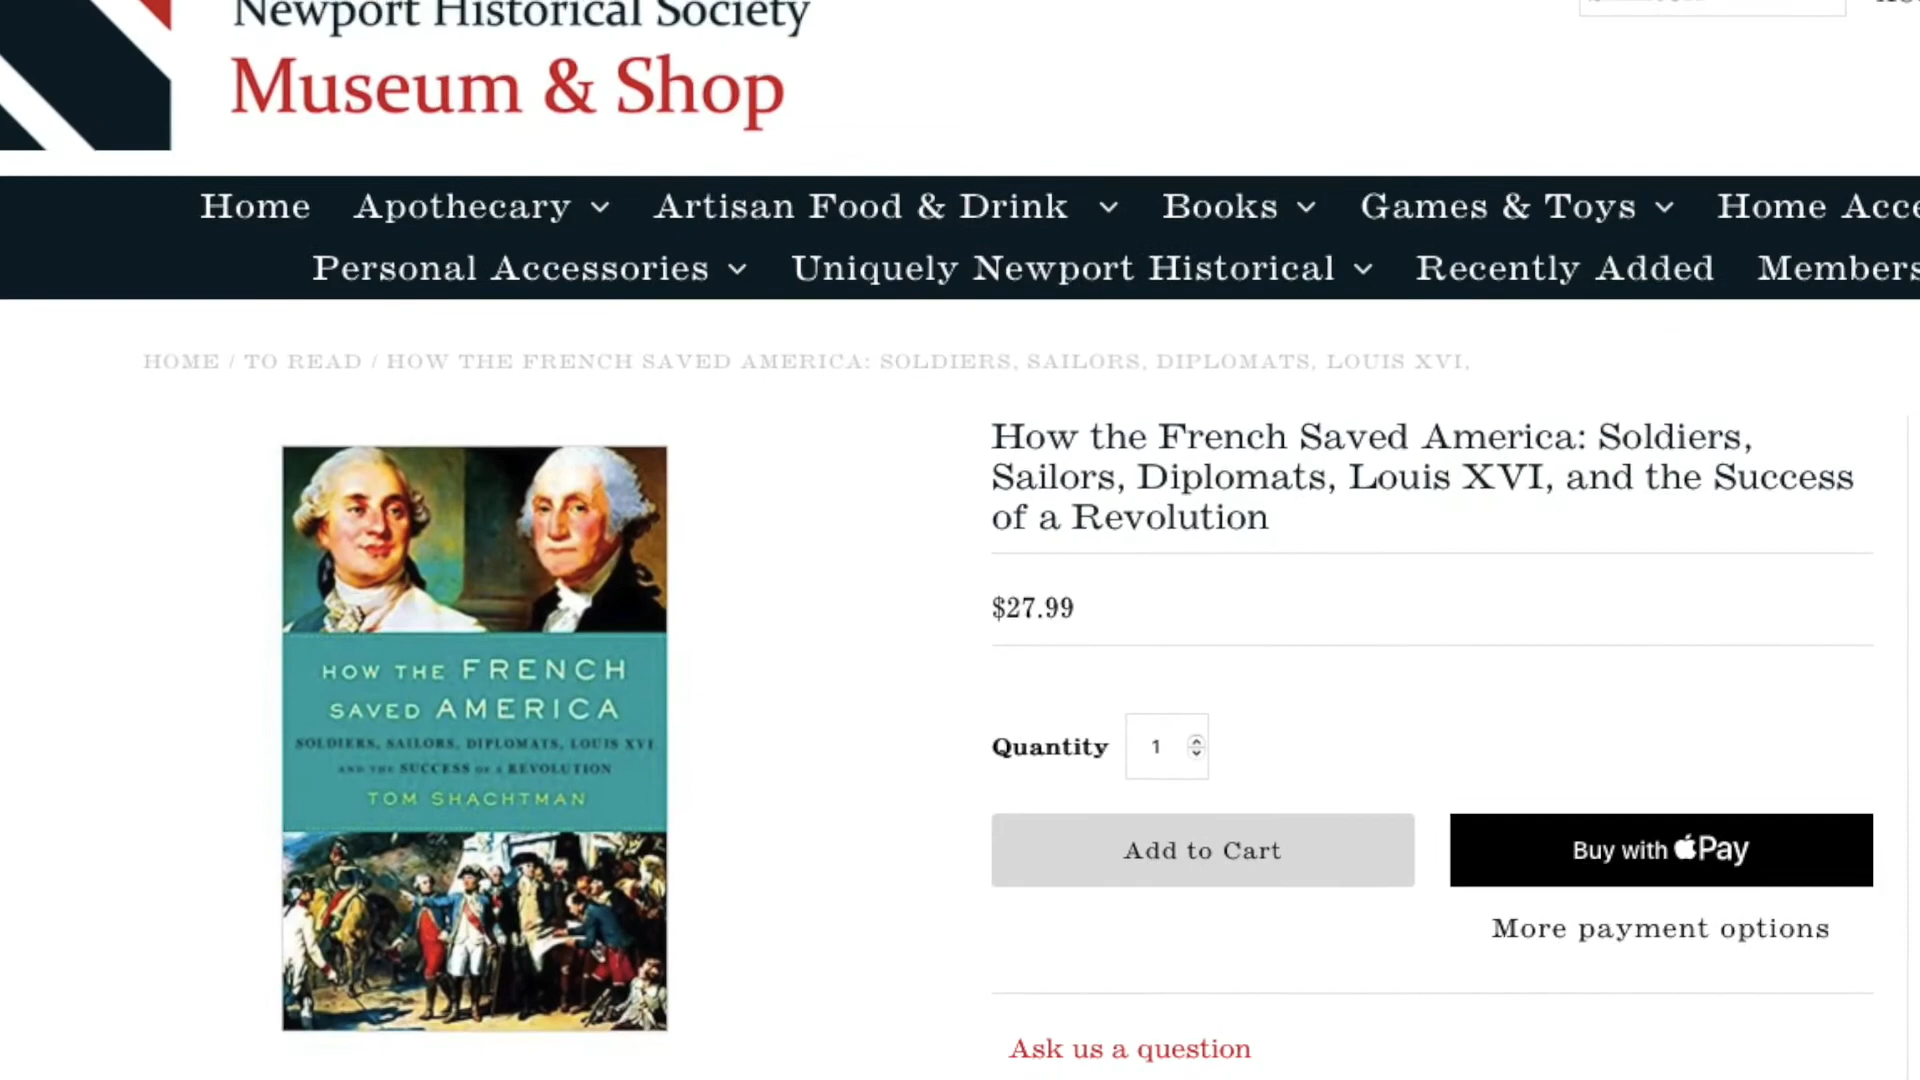 Newport Historical Society
Museum & Shop
Home Apothecary Artisan Food & Drink Books Games & Toys Home
Personal Accessories Uniquely Newport Historical Recently Added Members
HOME / TO READ / HOW THE FRENCH SAVED AMERICA: SOLDIERS, SAILORS, DIPLOMATS, LOUIS XVI,
How the French Saved America: Soldiers,
Sailors, Diplomats, Louis XVI, and the Success
of a Revolution
$27.99
Quantity 1
Add to Cart
Buy with Pay
More payment options
Ask us a question
HOW THE FRENCH
SAVED AMERICA
SOLDIERS, SAILORS, DIPLOMATS, LOUIS XVI
AND THE SUCCESS OF A REVOLUTION
TOM SHACHTMAN